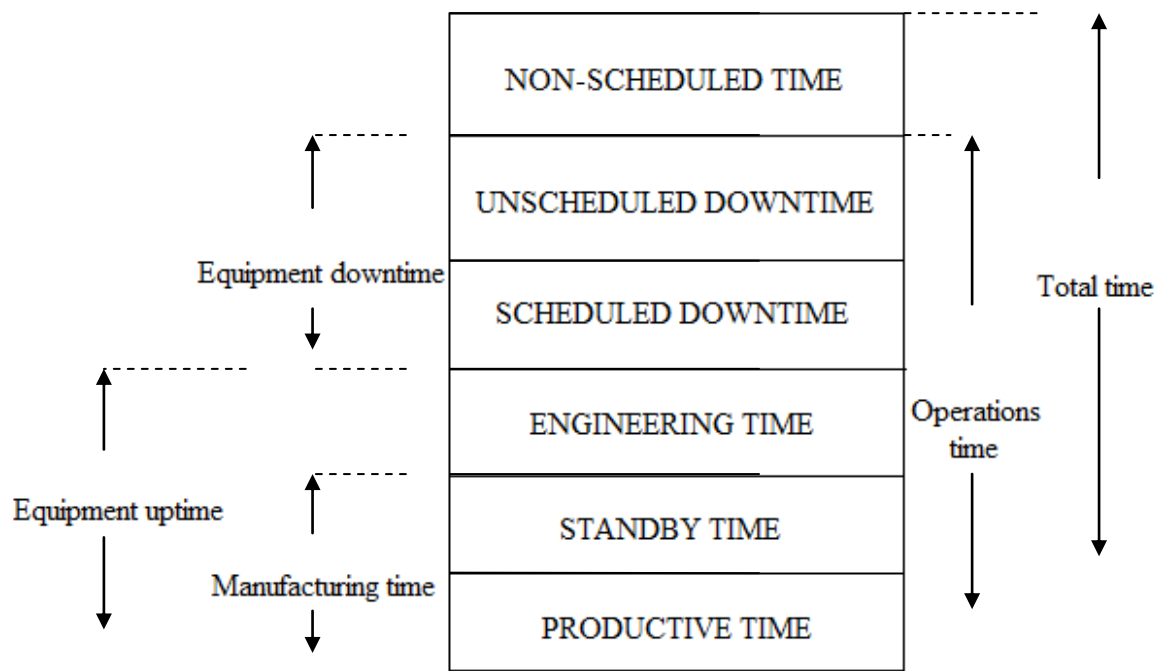 NON-SCHEDULED TIME
UNSCHEDULED DOWNTIME
Equipment downtime
SCHEDULED DOWNTIME
Total time
ENGINEERING TIME
Operations
time
Equipment uptime
STANDBY TIME
Manufacturing time
PRODUCTIVE TIME